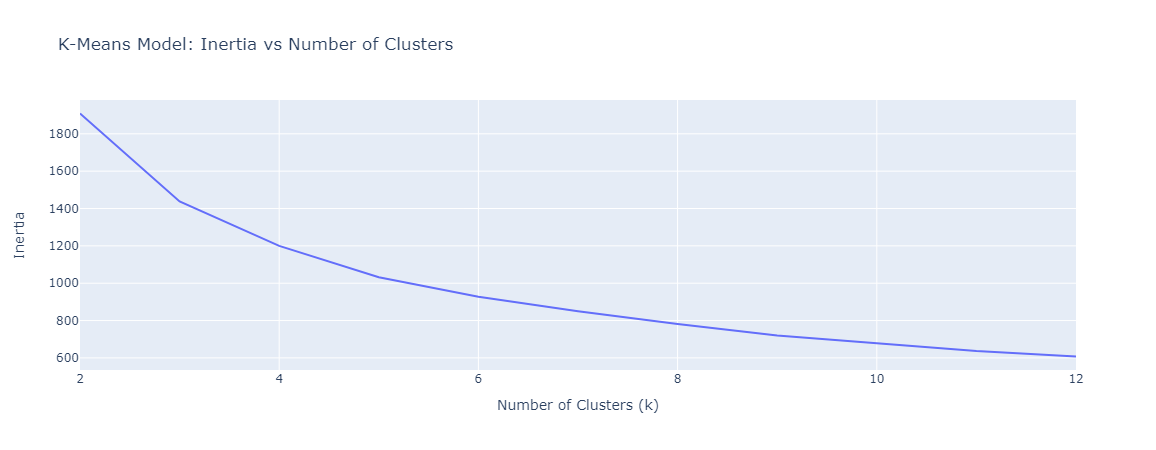 K-Means Model: Inertia vs Number of Clusters
Inertia
1800
1600
1400
1200
1000
800
600
2 4 6 8 10 12
Number of Clusters (k)